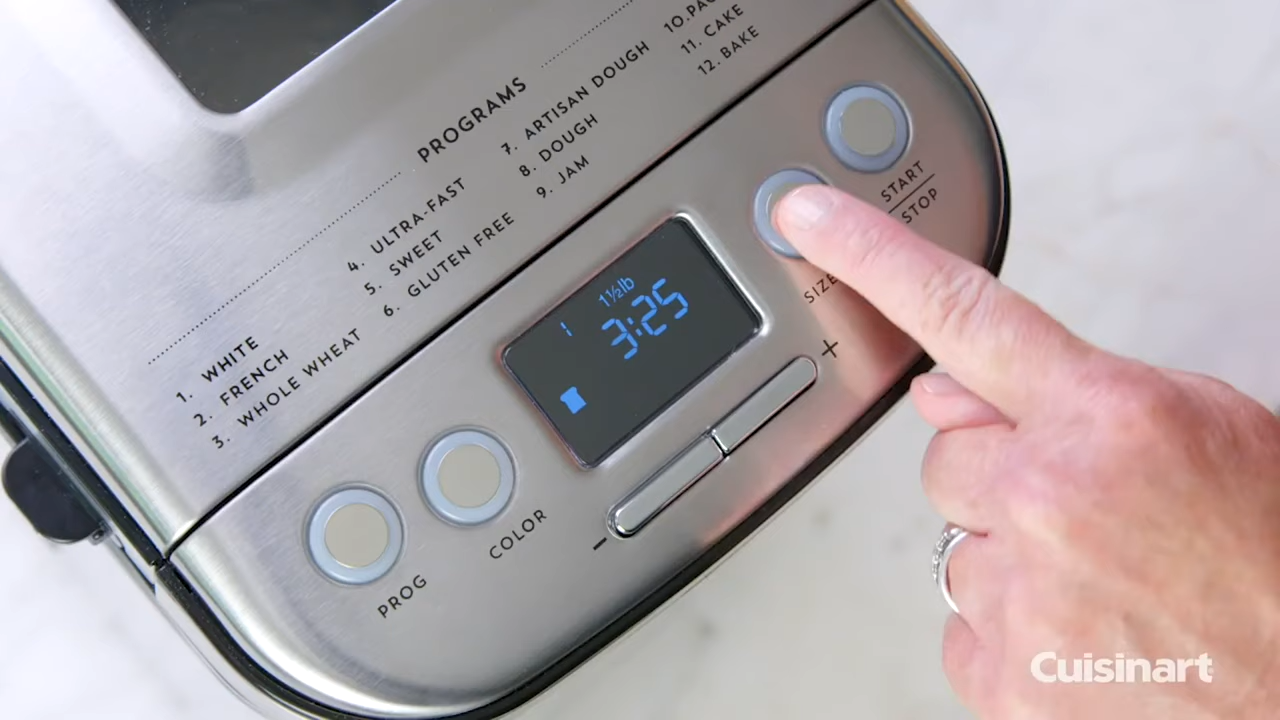 PROGRAMS
1. WHITE
2. FRENCH
3. WHOLE WHEAT
4. ULTRA-FAST
5. SWEET
6. GLUTEN FREE
7. ARTISAN DOUGH
8. DOUGH
9. JAM
10.
11. CAKE
12. BAKE
1 1½lb
3:25
PROG
COLOR
- +
SIZE
START
STOP
Cuisinart